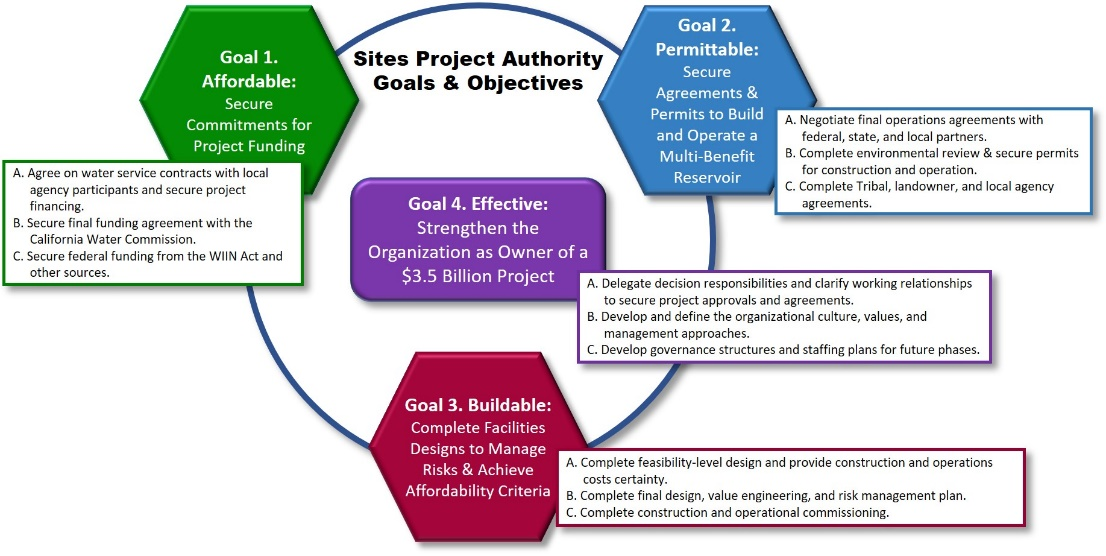 Sites Project Authority
Goals & Objectives
Goal 1.
Affordable:
Secure
Commitments for
Project Funding
A. Agree on water service contracts with local
agency participants and secure project
financing.
B. Secure final funding agreement with the
California Water Commission.
C. Secure federal funding from the WIIN Act and
other sources.
Goal 2.
Permittable:
Secure
Agreements &
Permits to Build
and Operate a
Multi-Benefit
Reservoir
A. Negotiate final operations agreements with
federal, state, and local partners.
B. Complete environmental review & secure permits
for construction and operation.
C. Complete Tribal, landowner, and local agency
agreements.
Goal 4. Effective:
Strengthen the
Organization as Owner of a
$3.5 Billion Project
A. Delegate decision responsibilities and clarify working relationships
to secure project approvals and agreements.
B. Develop and define the organizational culture, values, and
management approaches.
C. Develop governance structures and staffing plans for future phases.
Goal 3. Buildable:
Complete Facilities
Designs to Manage
Risks & Achieve
Affordability Criteria
A. Complete feasibility-level design and provide construction and operations
costs certainty.
B. Complete final design, value engineering, and risk management plan.
C. Complete construction and operational commissioning.